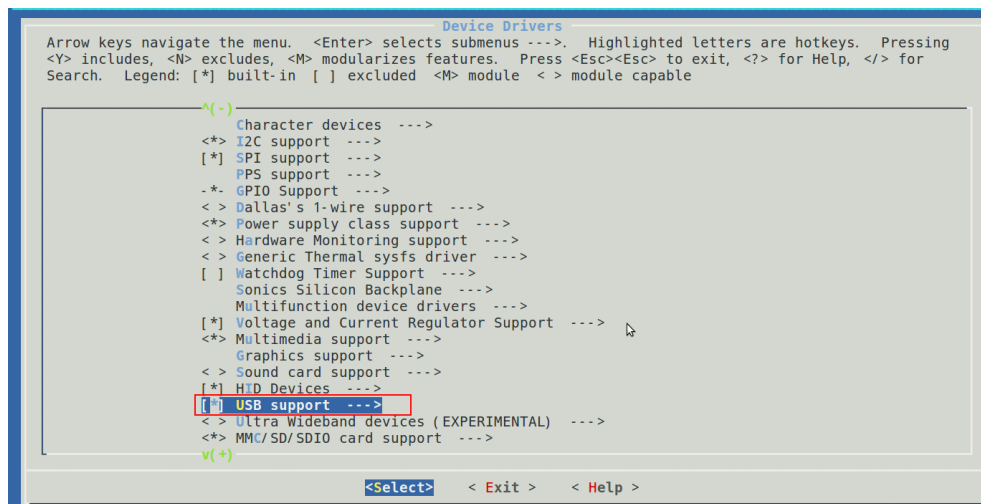 Device Drivers
Arrow keys navigate the menu. <Enter> selects submenus --->. Highlighted letters are hotkeys. Pressing
<Y> includes, <N> excludes, <M> modularizes features. Press <Esc><Esc> to exit, <?> for Help, </> for
Search. Legend: [*] built-in [ ] excluded <M> module < > module capable
^(-)
Character devices --->
<*> I2C support --->
[*] SPI support --->
PPS support --->
-*- GPIO Support --->
< > Dallas's 1-wire support --->
<*> Power supply class support --->
< > Hardware Monitoring support --->
< > Generic Thermal sysfs driver --->
[ ] Watchdog Timer Support --->
Sonics Silicon Backplane --->
Multifunction device drivers --->
[*] Voltage and Current Regulator Support --->
<*> Multimedia support --->
Graphics support --->
< > Sound card support --->
[*] HID Devices --->
[*] USB support --->
< > Ultra Wideband devices (EXPERIMENTAL) --->
<*> MMC/SD/SDIO card support --->
v(+)
<Select> < Exit > < Help >